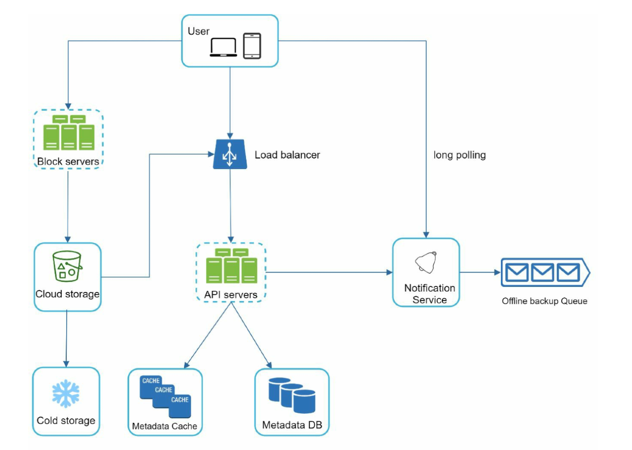 User
Block servers
Load balancer
long polling
Cloud storage
API servers
Notification
Service
Offline backup Queue
Cold storage
CACHE
CACHE
CACHE
Metadata Cache
Metadata DB